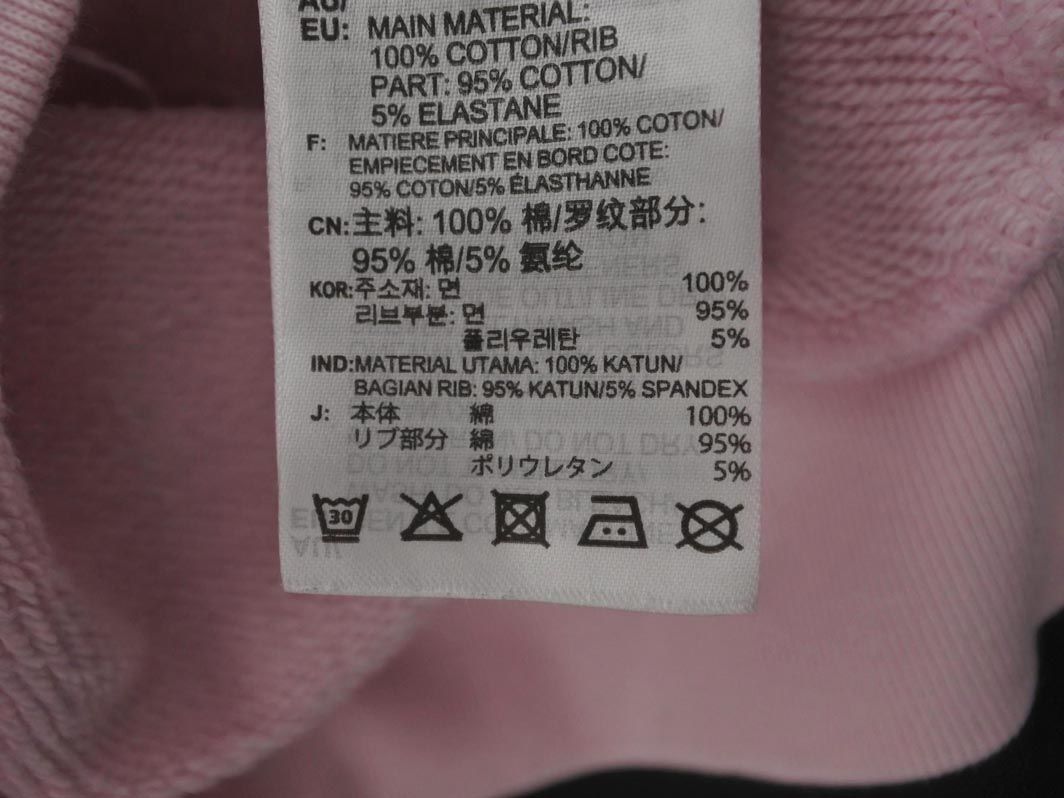 AU/
EU: MAIN MATERIAL:
100% COTTON/RIB
PART: 95% COTTON/
5% ELASTANE
F: MATIERE PRINCIPALE: 100% COTON/
EMPIECEMENT EN BORD COTE:
95% COTON/5% ÉLASTHANNE
CN:主料: 100% 棉/罗纹部分:
95% 棉/5% 氨纶
KOR:주소재: 면 100%
리브부분: 면 95%
폴리우레탄 5%
IND:MATERIAL UTAMA: 100% KATUN/
BAGIAN RIB: 95% KATUN/5% SPANDEX
J: 本体 綿 100%
リブ部分 綿 95%
ポリウレタン 5%
30